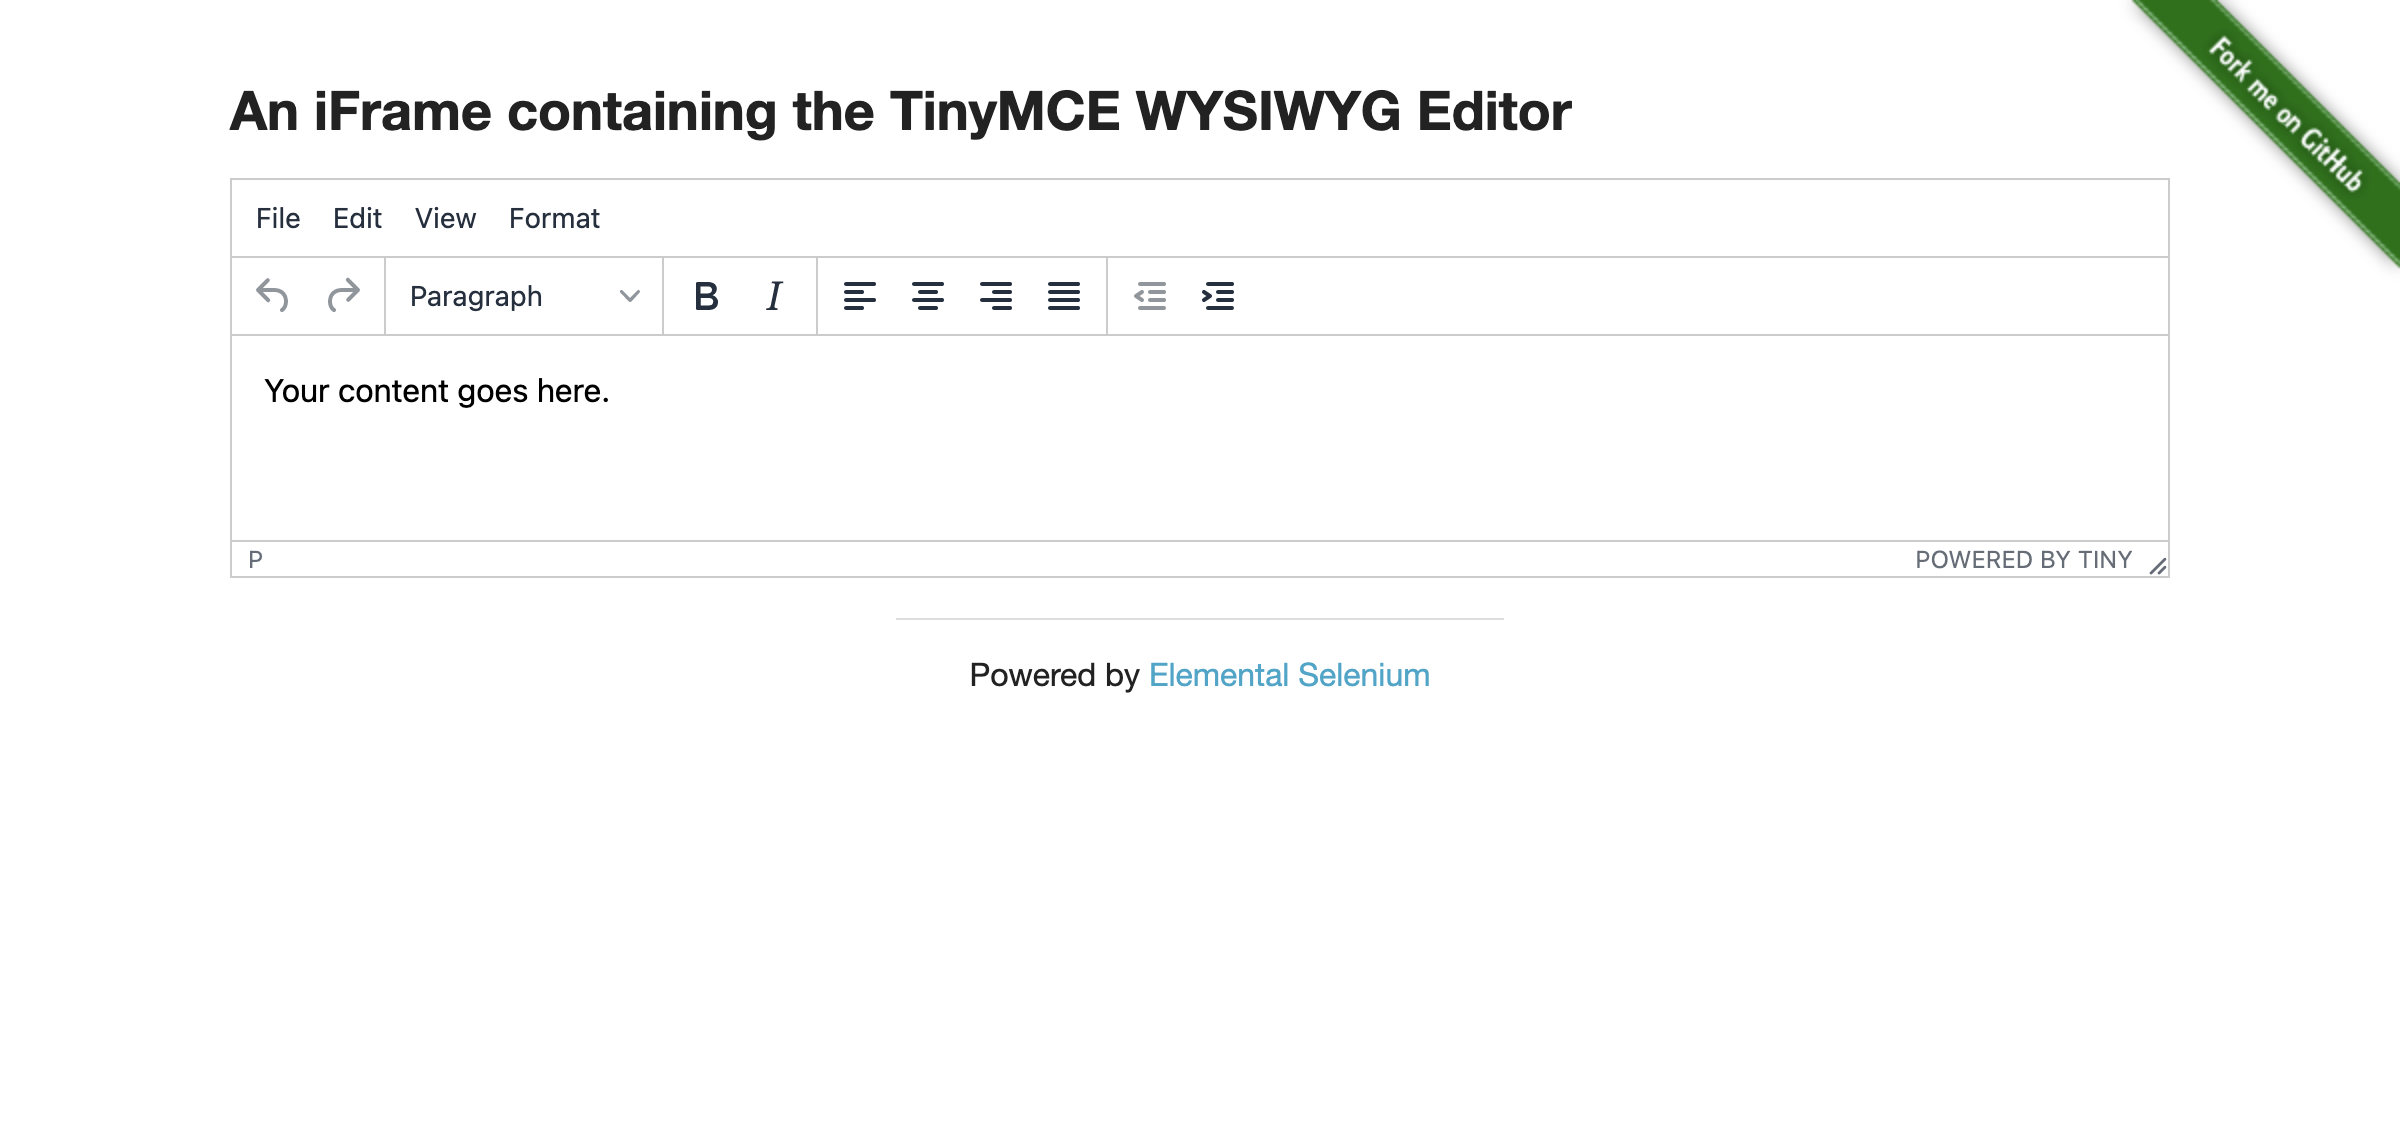 Fork me on GitHub
An iFrame containing the TinyMCE WYSIWYG Editor
File Edit View Format
Paragraph B I
Your content goes here.
P POWERED BY TINY
Powered by Elemental Selenium